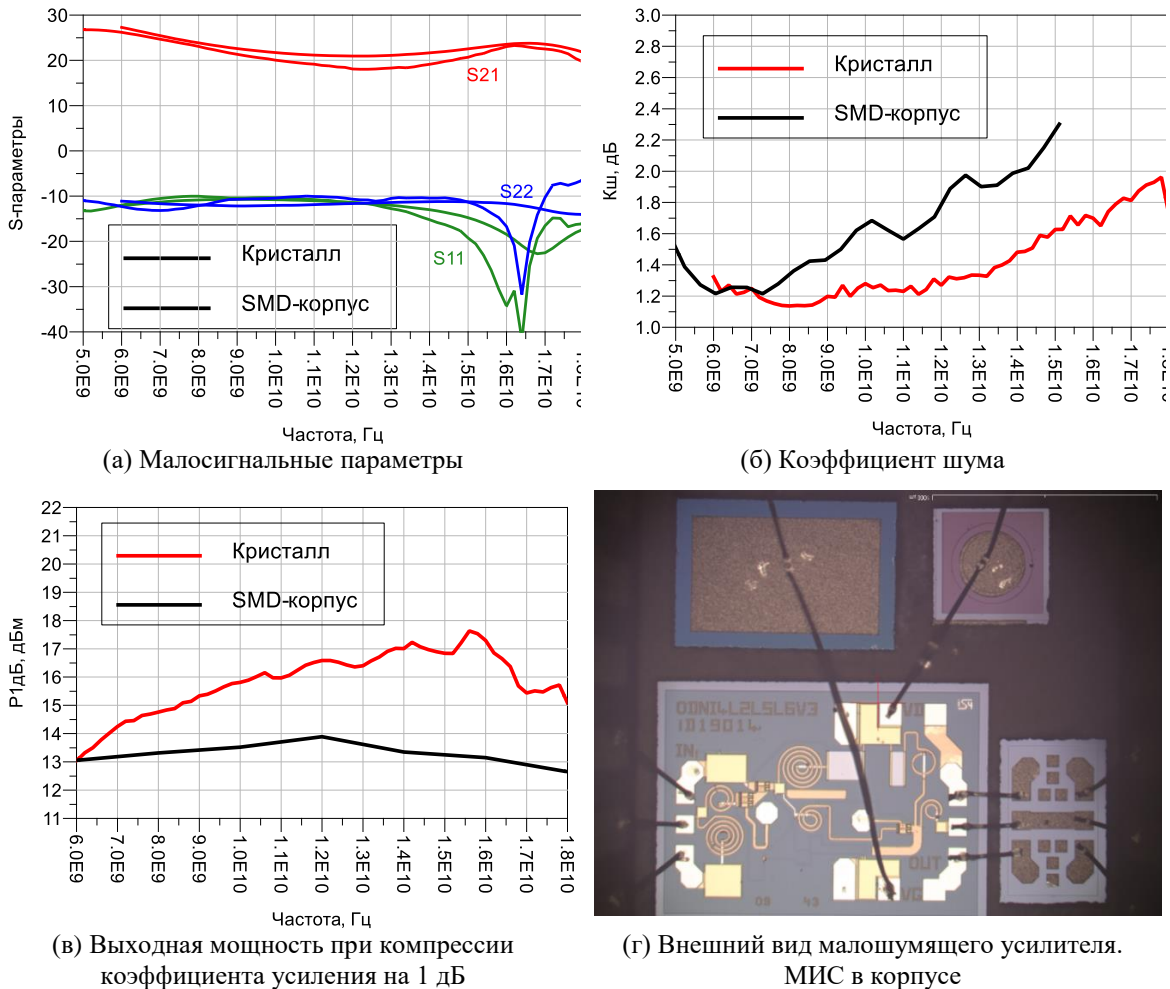 30
20
10
0
-10
-20
-30
-40
S-параметры
S21
S22
S11
Кристалл
SMD-корпус
5.0E9
6.0E9
7.0E9
8.0E9
9.0E9
1.0E10
1.1E10
1.2E10
1.3E10
1.4E10
1.5E10
1.6E10
1.7E10
Частота, Гц
(а) Малосигнальные параметры
3.0
2.8
2.6
2.4
2.2
2.0
1.8
1.6
1.4
1.2
1.0
Кш, дБ
Кристалл
SMD-корпус
5.0E9
6.0E9
7.0E9
8.0E9
9.0E9
1.0E10
1.1E10
1.2E10
1.3E10
1.4E10
1.5E10
1.6E10
1.7E10
Частота, Гц
(б) Коэффициент шума
22
21
20
19
18
17
16
15
14
13
12
11
P1дБ, дБм
Кристалл
SMD-корпус
6.0E9
7.0E9
8.0E9
9.0E9
1.0E10
1.1E10
1.2E10
1.3E10
1.4E10
1.5E10
1.6E10
1.7E10
1.8E10
Частота, Гц
(в) Выходная мощность при компрессии
коэффициента усиления на 1 дБ
VD
IN
OUT
VG
(г) Внешний вид малошумящего усилителя.
МИС в корпусе